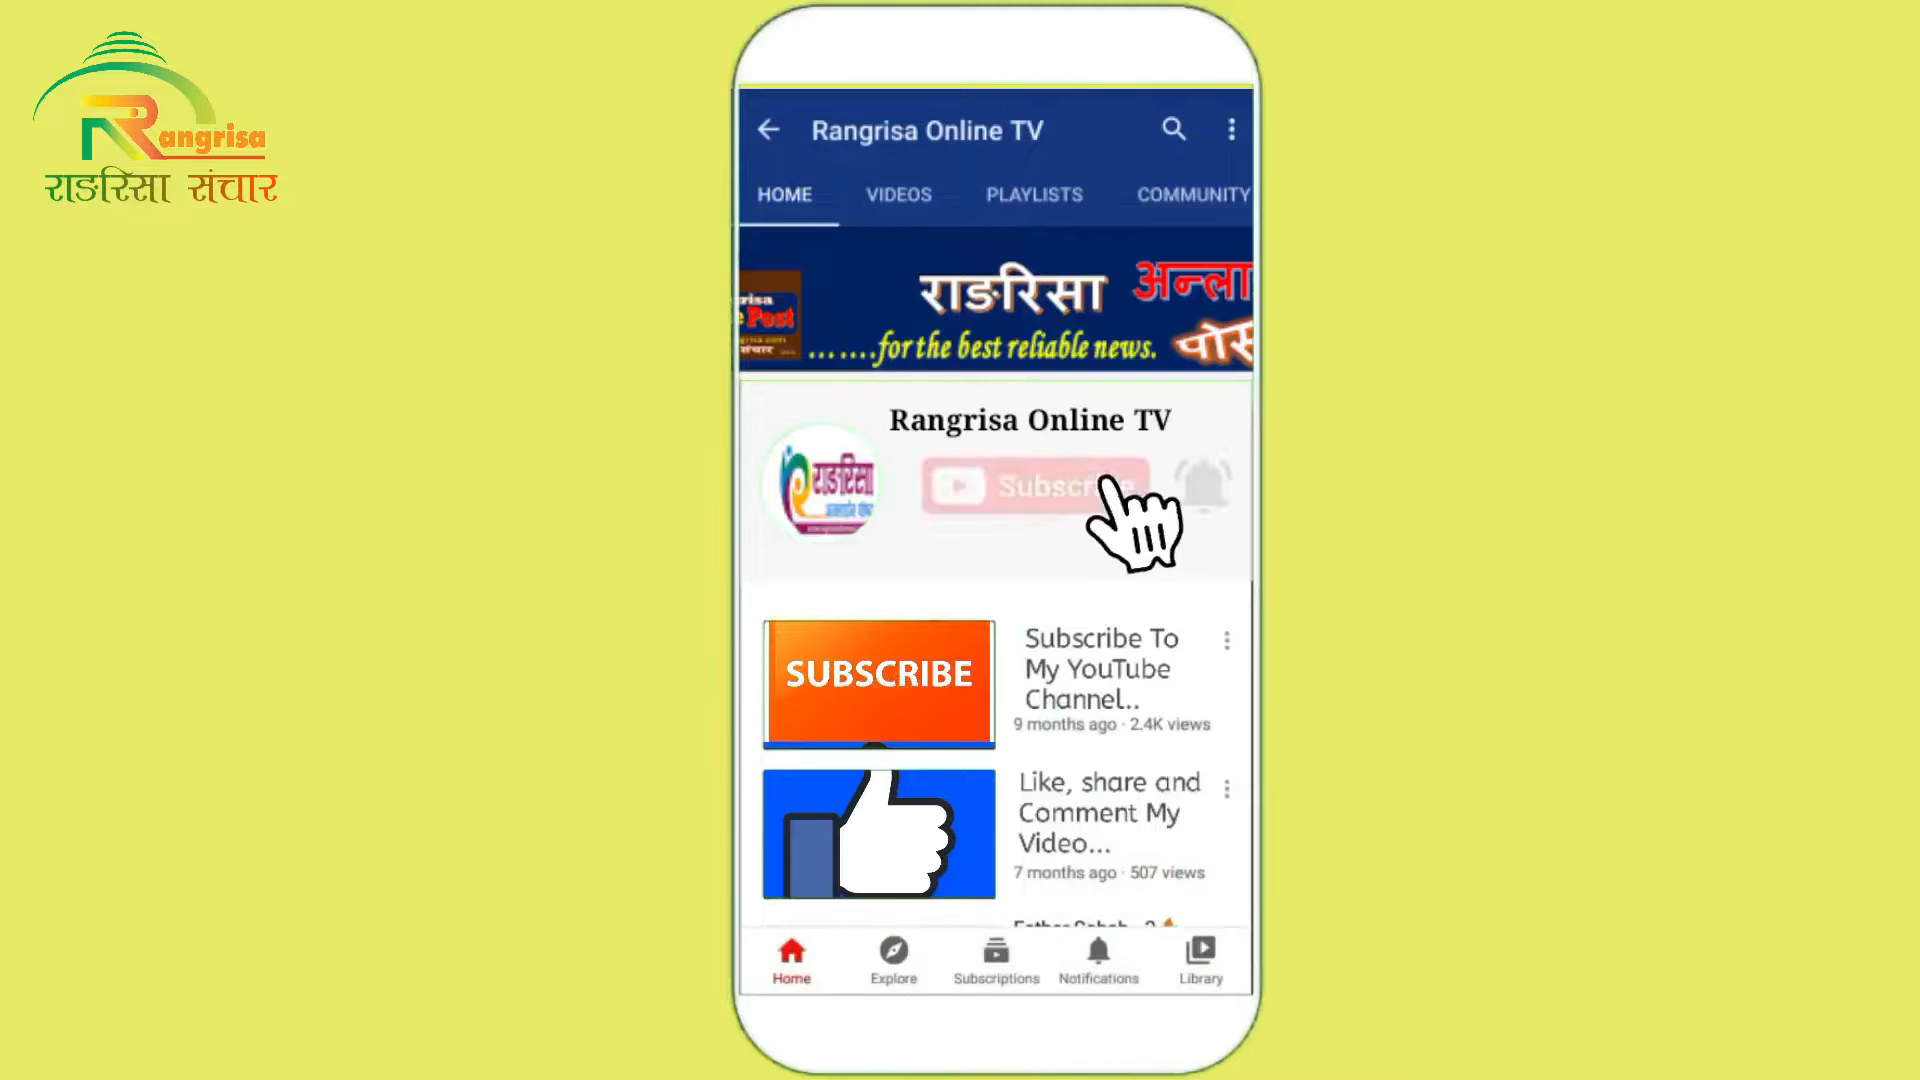 Rangrisa
राङरिसा संचार
Rangrisa Online TV
HOME VIDEOS PLAYLISTS COMMUNITY
राङरिसा अन्ला
Post
.......for the best reliable news.
संचार
Rangrisa Online TV
राङरिसा
Subscribe
SUBSCRIBE
Subscribe To
My YouTube
Channel..
9 months ago · 2.4K views
Like, share and
Comment My
Video...
7 months ago · 507 views
Home Explore Subscriptions Notifications Library